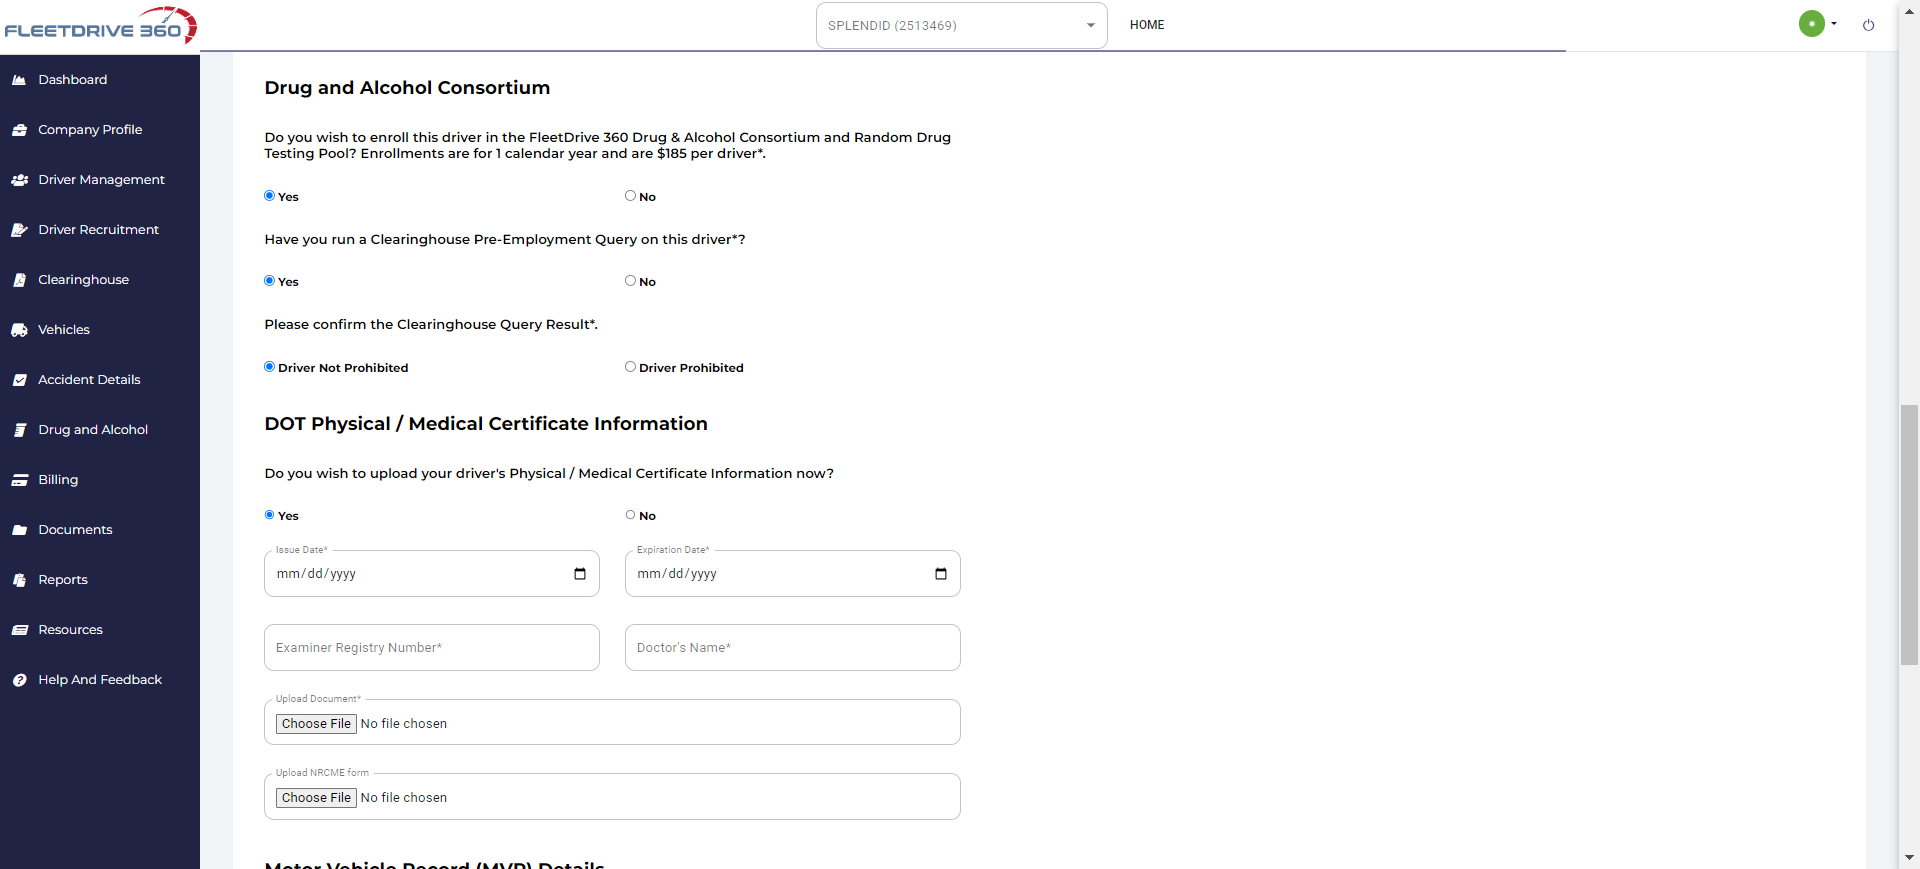 FLEETDRIVE 360
SPLENDID (2513469)
HOME
Dashboard
Company Profile
Driver Management
Driver Recruitment
Clearinghouse
Vehicles
Accident Details
Drug and Alcohol
Billing
Documents
Reports
Resources
Help And Feedback
Drug and Alcohol Consortium
Do you wish to enroll this driver in the FleetDrive 360 Drug & Alcohol Consortium and Random Drug
Testing Pool? Enrollments are for 1 calendar year and are $185 per driver*.
Yes No
Have you run a Clearinghouse Pre-Employment Query on this driver*?
Yes No
Please confirm the Clearinghouse Query Result*.
Driver Not Prohibited Driver Prohibited
DOT Physical / Medical Certificate Information
Do you wish to upload your driver's Physical / Medical Certificate Information now?
Yes No
Issue Date* Expiration Date*
mm/dd/yyyy mm/dd/yyyy
Examiner Registry Number* Doctor's Name*
Upload Document*
Choose File No file chosen
Upload NRCME form
Choose File No file chosen
Motor Vehicle Record (MVR) Details